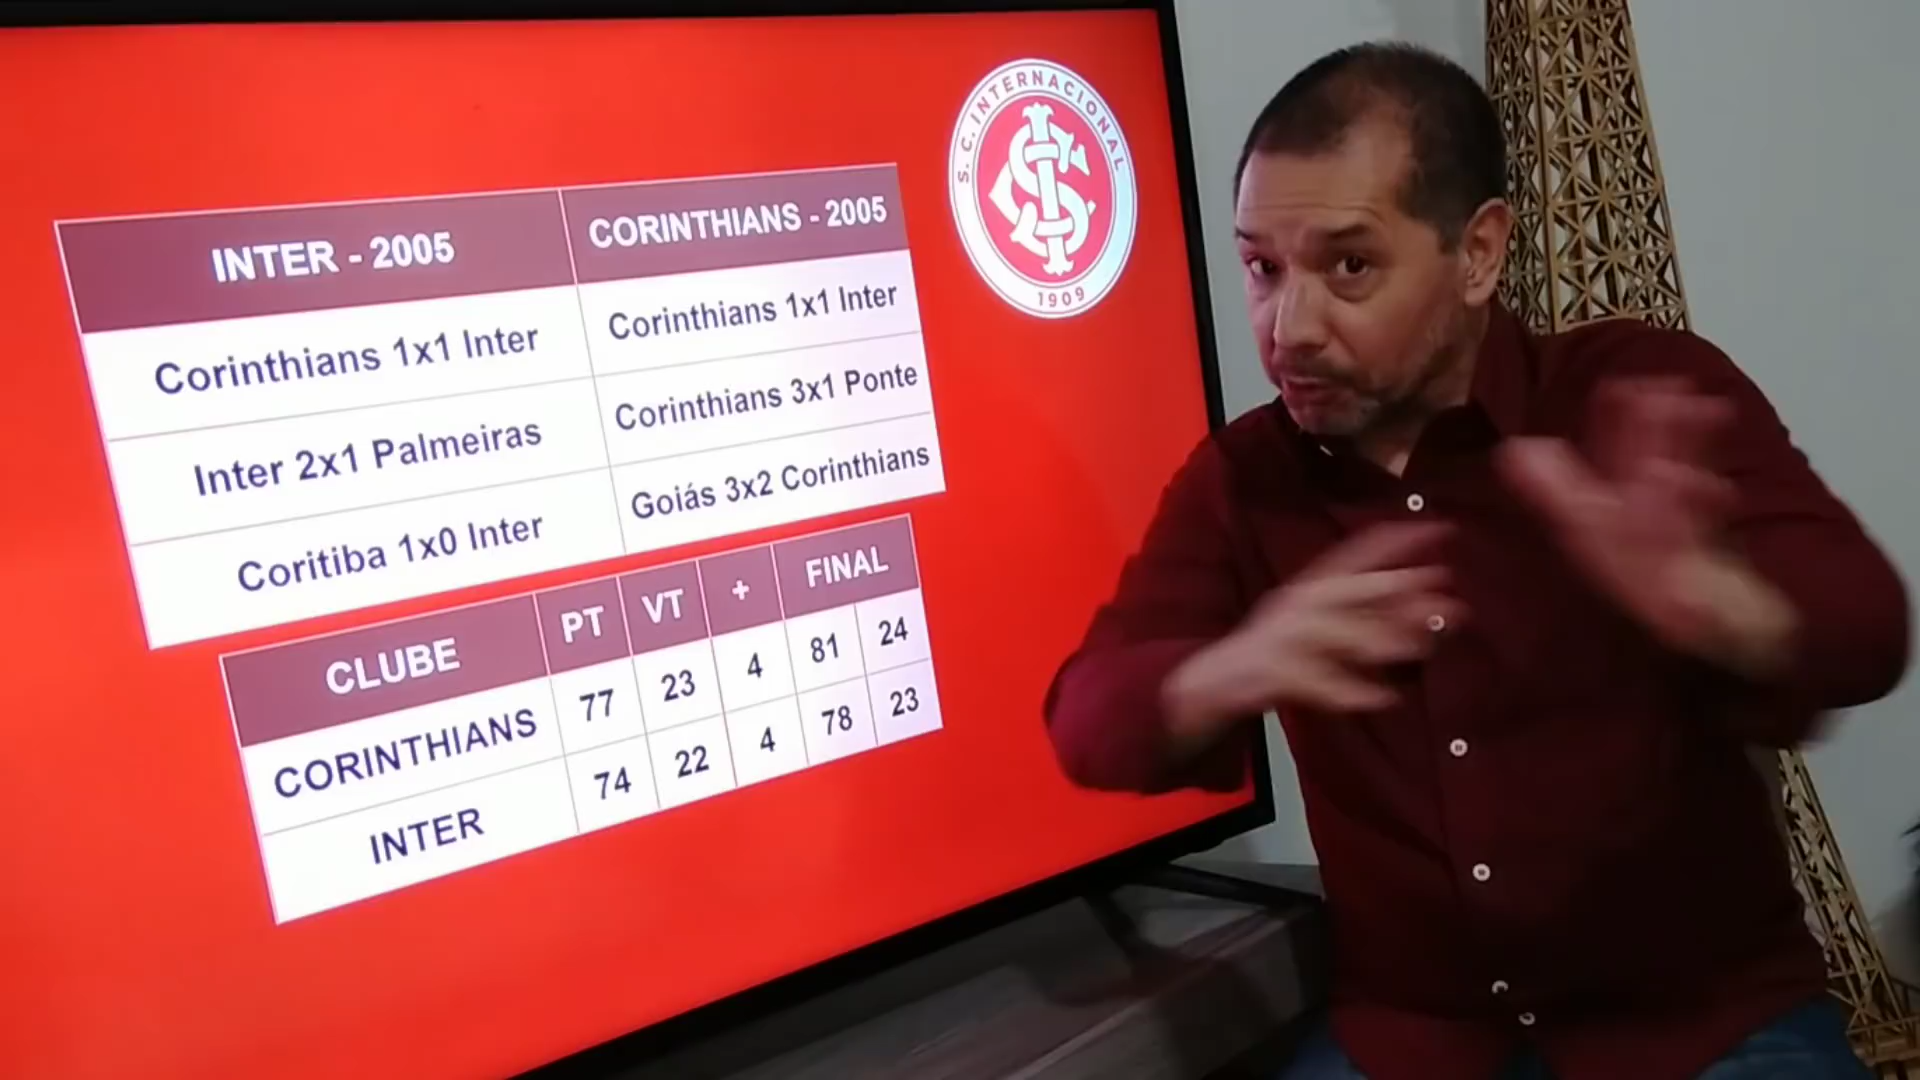 S. C. INTERNACIONAL
1909
INTER - 2005 CORINTHIANS - 2005
Corinthians 1x1 Inter Corinthians 1x1 Inter
Inter 2x1 Palmeiras Corinthians 3x1 Ponte
Coritiba 1x0 Inter Goiás 3x2 Corinthians
CLUBE PT VT + FINAL
CORINTHIANS 77 23 4 81 24
INTER 74 22 4 78 23